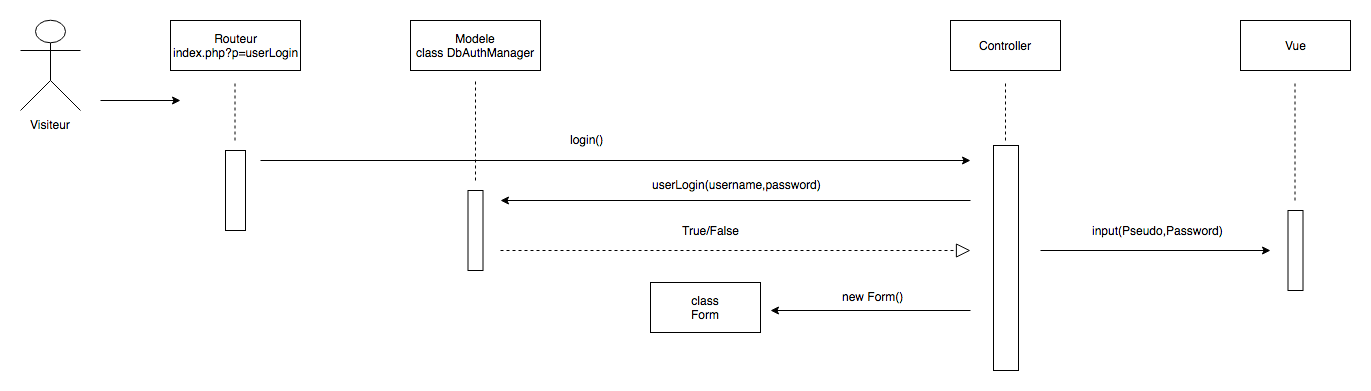 Routeur
index.php?p=userLogin
Modele
class DbAuthManager
Controller
Vue
Visiteur
login()
userLogin(username,password)
True/False
input(Pseudo,Password)
new Form()
class
Form